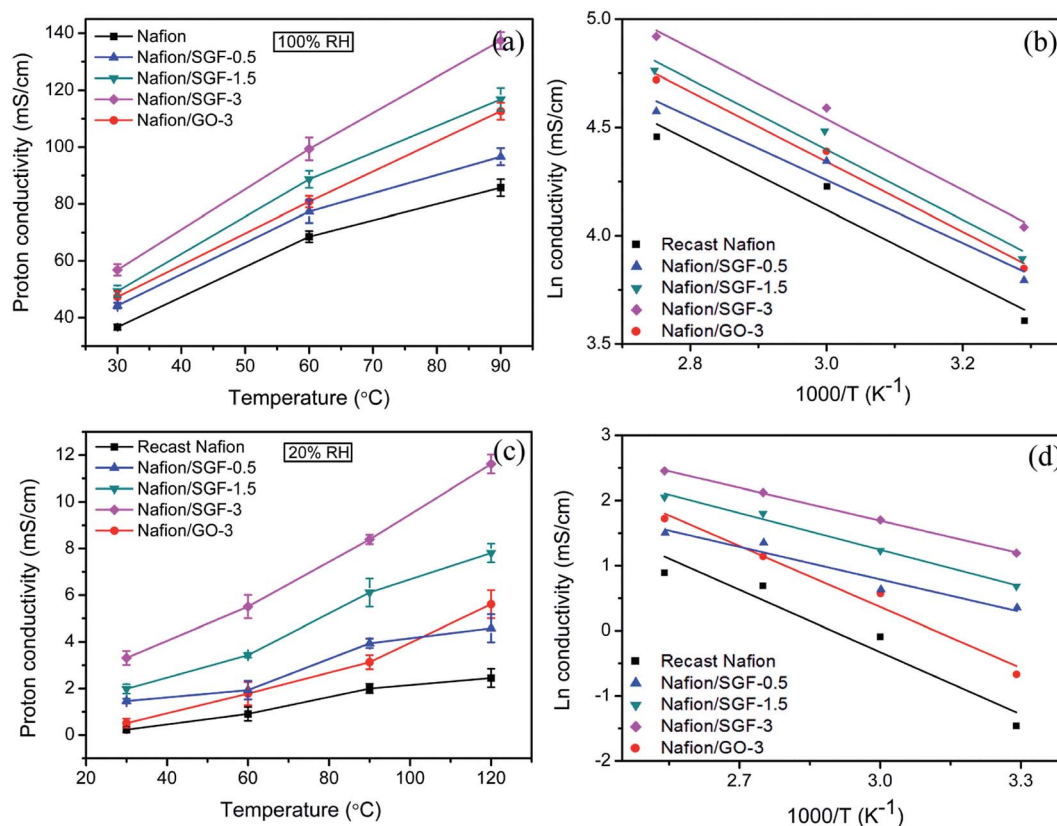 (a)
100% RH
Nafion
Nafion/SGF-0.5
Nafion/SGF-1.5
Nafion/SGF-3
Nafion/GO-3
Proton conductivity (mS/cm)
140
120
100
80
60
40
30 40 50 60 70 80 90
Temperature (°C)
(b)
Ln conductivity (mS/cm)
5.0
4.5
4.0
3.5
Recast Nafion
Nafion/SGF-0.5
Nafion/SGF-1.5
Nafion/SGF-3
Nafion/GO-3
2.8 3.0 3.2
1000/T (K⁻¹)
(c)
20% RH
Recast Nafion
Nafion/SGF-0.5
Nafion/SGF-1.5
Nafion/SGF-3
Nafion/GO-3
Proton conductivity (mS/cm)
12
10
8
6
4
2
0
20 40 60 80 100 120
Temperature (°C)
(d)
Ln conductivity (mS/cm)
3
2
1
0
-1
-2
Recast Nafion
Nafion/SGF-0.5
Nafion/SGF-1.5
Nafion/SGF-3
Nafion/GO-3
2.7 3.0 3.3
1000/T (K⁻¹)